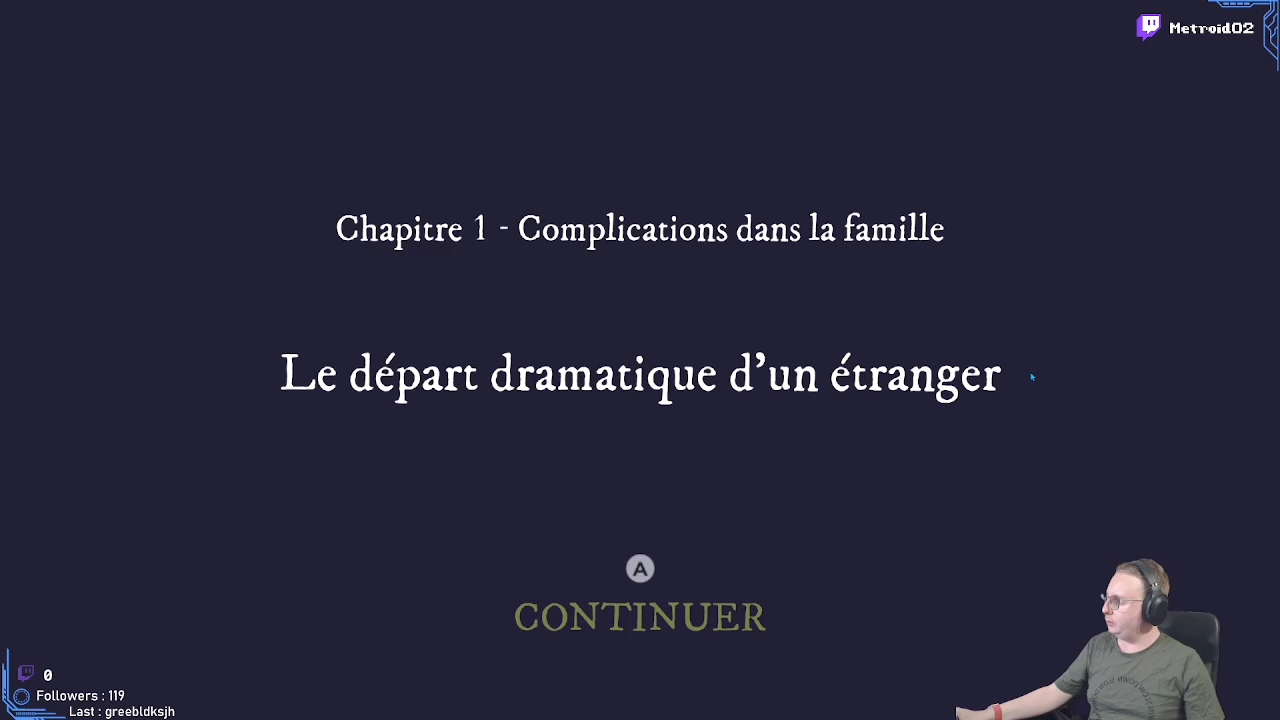 Metroid02
Chapitre 1 - Complications dans la famille
Le départ dramatique d'un étranger
A
CONTINUER
0
Followers : 119
Last : greebldksjh